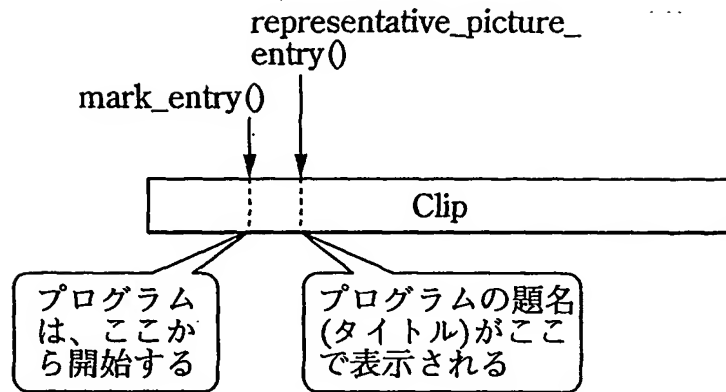 representative_picture_
entry()
mark_entry()
Clip
プログラム
は、ここか
ら開始する
プログラムの題名
(タイトル)がここ
で表示される